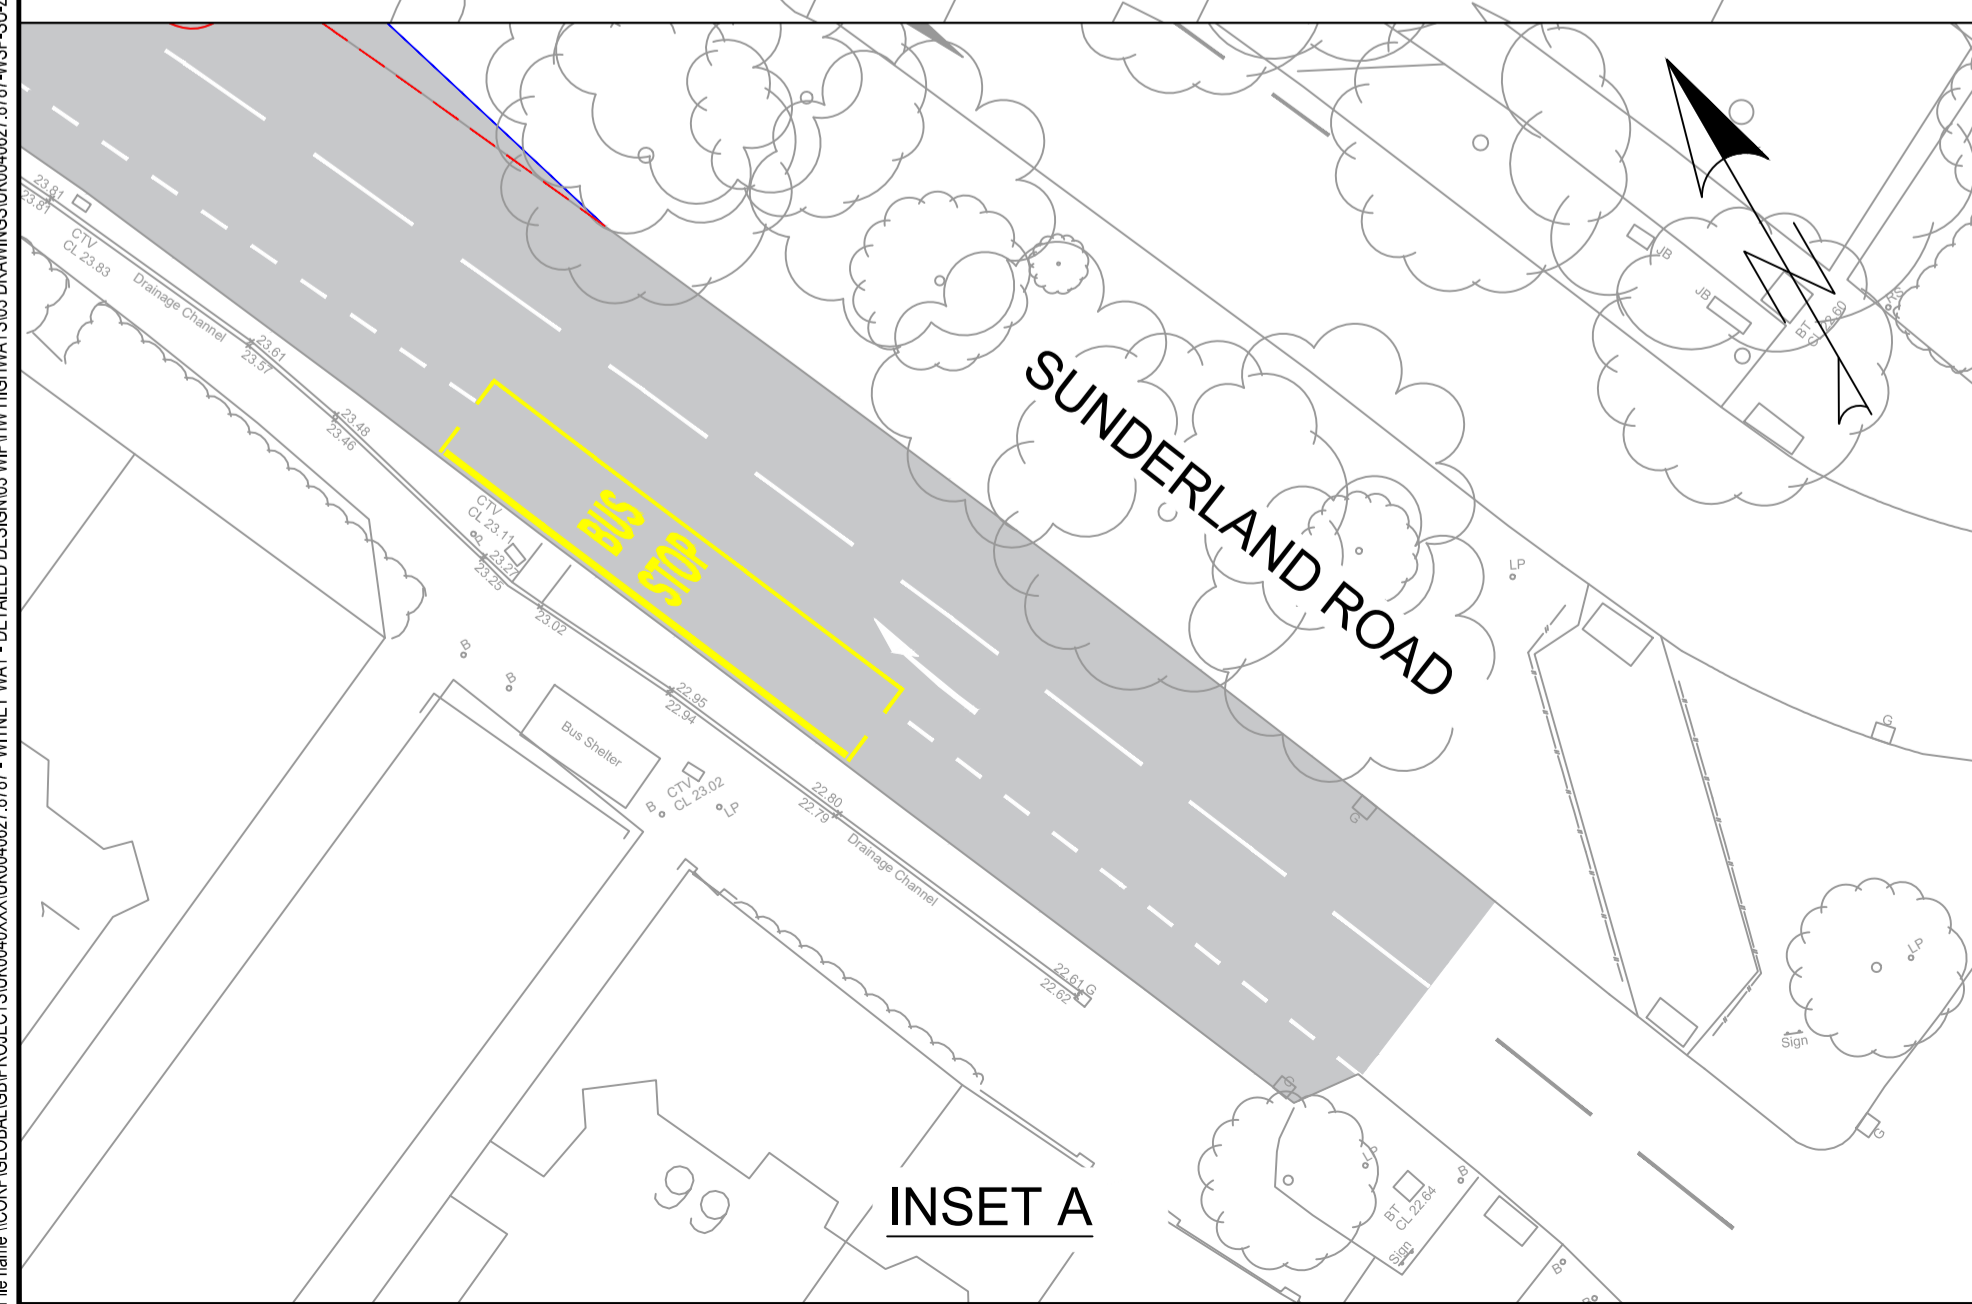 23.81
23.81
CTV
CL 23.83
Drainage Channel
23.61
23.57
23.48
23.46
CTV
CL 23.11
23.27
23.25
23.02
BUS
STOP
SUNDERLAND ROAD
JB
JB
BT
RS
N
LP
G
B
B
Bus Shelter
22.95
22.94
CTV
CL 23.02
B
LP
22.80
22.79
Drainage Channel
G
22.61 G
22.62
LP
Sign
G
G
LP
99
INSET A
BT
CL 22.64
B
Sign
B
B